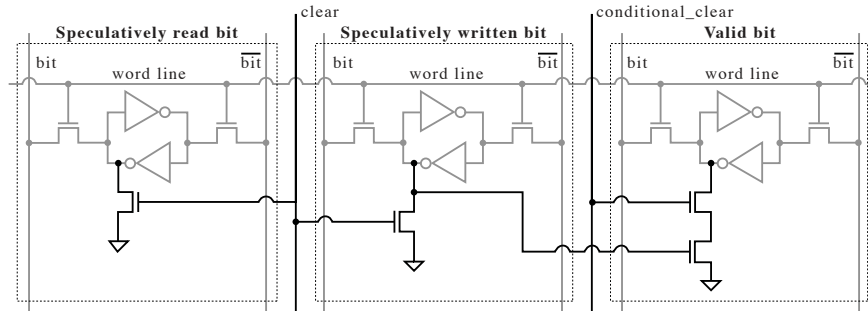 clear
conditional_clear
Speculatively read bit
Speculatively written bit
Valid bit
bit
word line
bit
bit
word line
bit
bit
word line
bit